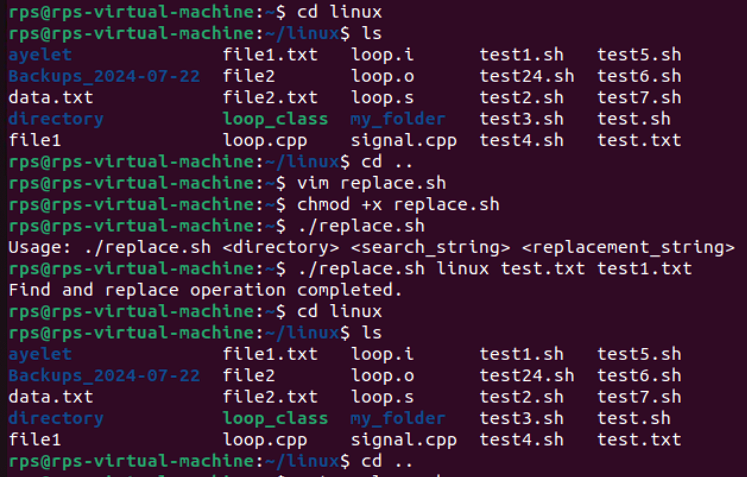 rps@rps-virtual-machine:~$ cd linux
rps@rps-virtual-machine:~/linux$ ls
ayelet file1.txt loop.i test1.sh test5.sh
Backups_2024-07-22 file2 loop.o test24.sh test6.sh
data.txt file2.txt loop.s test2.sh test7.sh
directory loop_class my_folder test3.sh test.sh
file1 loop.cpp signal.cpp test4.sh test.txt
rps@rps-virtual-machine:~/linux$ cd ..
rps@rps-virtual-machine:~$ vim replace.sh
rps@rps-virtual-machine:~$ chmod +x replace.sh
rps@rps-virtual-machine:~$ ./replace.sh
Usage: ./replace.sh <directory> <search_string> <replacement_string>
rps@rps-virtual-machine:~$ ./replace.sh linux test.txt test1.txt
Find and replace operation completed.
rps@rps-virtual-machine:~$ cd linux
rps@rps-virtual-machine:~/linux$ ls
ayelet file1.txt loop.i test1.sh test5.sh
Backups_2024-07-22 file2 loop.o test24.sh test6.sh
data.txt file2.txt loop.s test2.sh test7.sh
directory loop_class my_folder test3.sh test.sh
file1 loop.cpp signal.cpp test4.sh test.txt
rps@rps-virtual-machine:~/linux$ cd ..